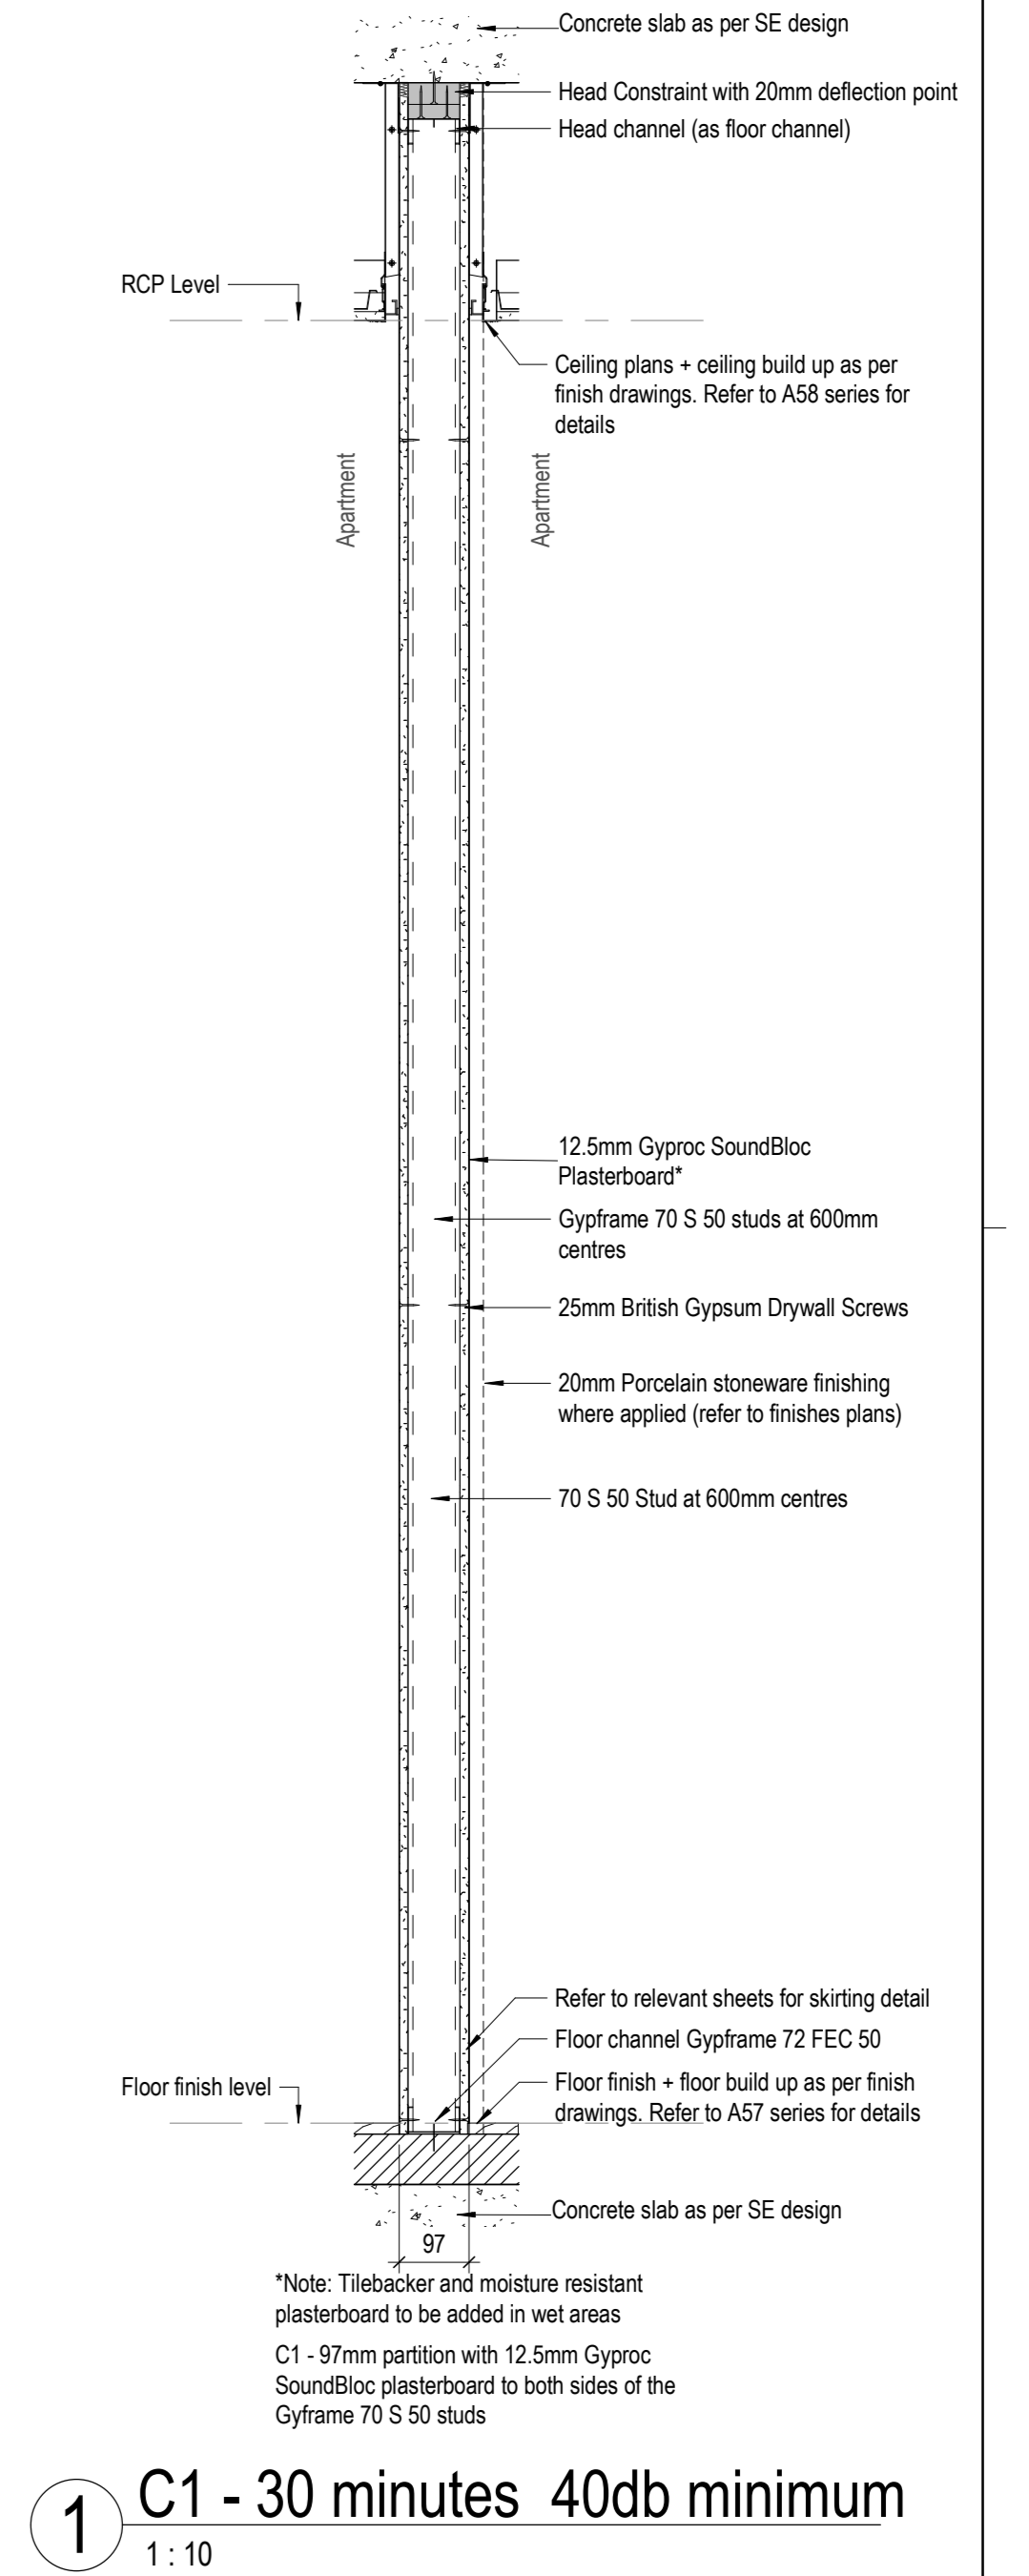 Concrete slab as per SE design
Head Constraint with 20mm deflection point
Head channel (as floor channel)
RCP Level
Ceiling plans + ceiling build up as per
finish drawings. Refer to A58 series for
details
Apartment
Apartment
12.5mm Gyproc SoundBloc
Plasterboard*
Gypframe 70 S 50 studs at 600mm
centres
25mm British Gypsum Drywall Screws
20mm Porcelain stoneware finishing
where applied (refer to finishes plans)
70 S 50 Stud at 600mm centres
Refer to relevant sheets for skirting detail
Floor channel Gypframe 72 FEC 50
Floor finish level
Floor finish + floor build up as per finish
drawings. Refer to A57 series for details
Concrete slab as per SE design
97
*Note: Tilebacker and moisture resistant
plasterboard to be added in wet areas
C1 - 97mm partition with 12.5mm Gyproc
SoundBloc plasterboard to both sides of the
Gyframe 70 S 50 studs
1
C1 - 30 minutes 40db minimum
1 : 10